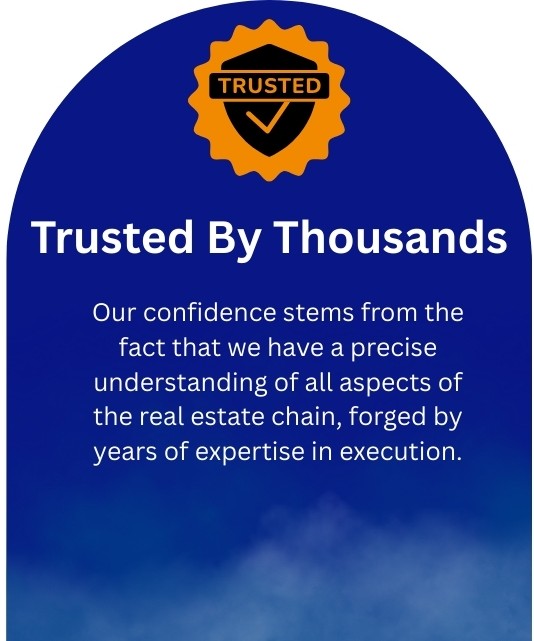 TRUSTED
Trusted By Thousands
Our confidence stems from the
fact that we have a precise
understanding of all aspects of
the real estate chain, forged by
years of expertise in execution.